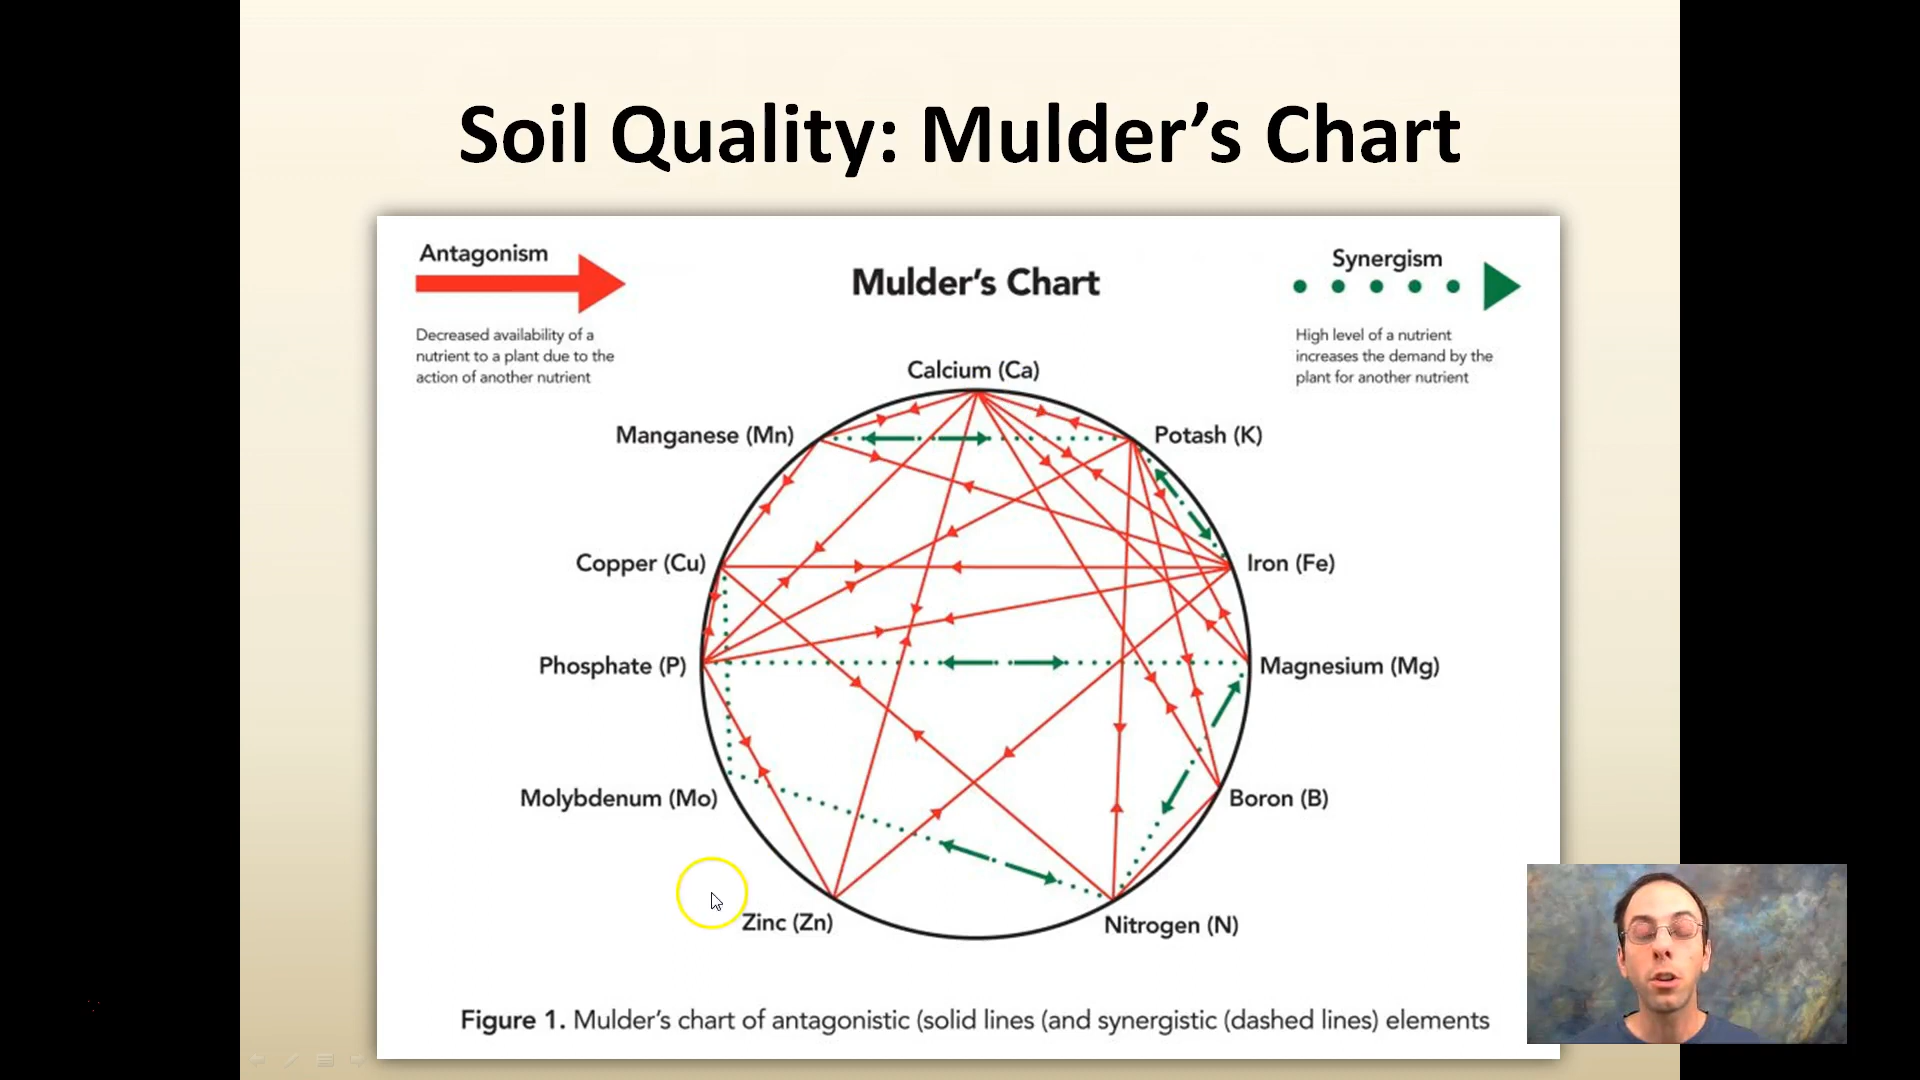 Soil Quality: Mulder’s Chart
Antagonism
Decreased availability of a
nutrient to a plant due to the
action of another nutrient
Mulder’s Chart
Synergism
High level of a nutrient
increases the demand by the
plant for another nutrient
Calcium (Ca)
Manganese (Mn)
Potash (K)
Copper (Cu)
Iron (Fe)
Phosphate (P)
Magnesium (Mg)
Molybdenum (Mo)
Boron (B)
Zinc (Zn)
Nitrogen (N)
Figure 1. Mulder’s chart of antagonistic (solid lines (and synergistic (dashed lines) elements